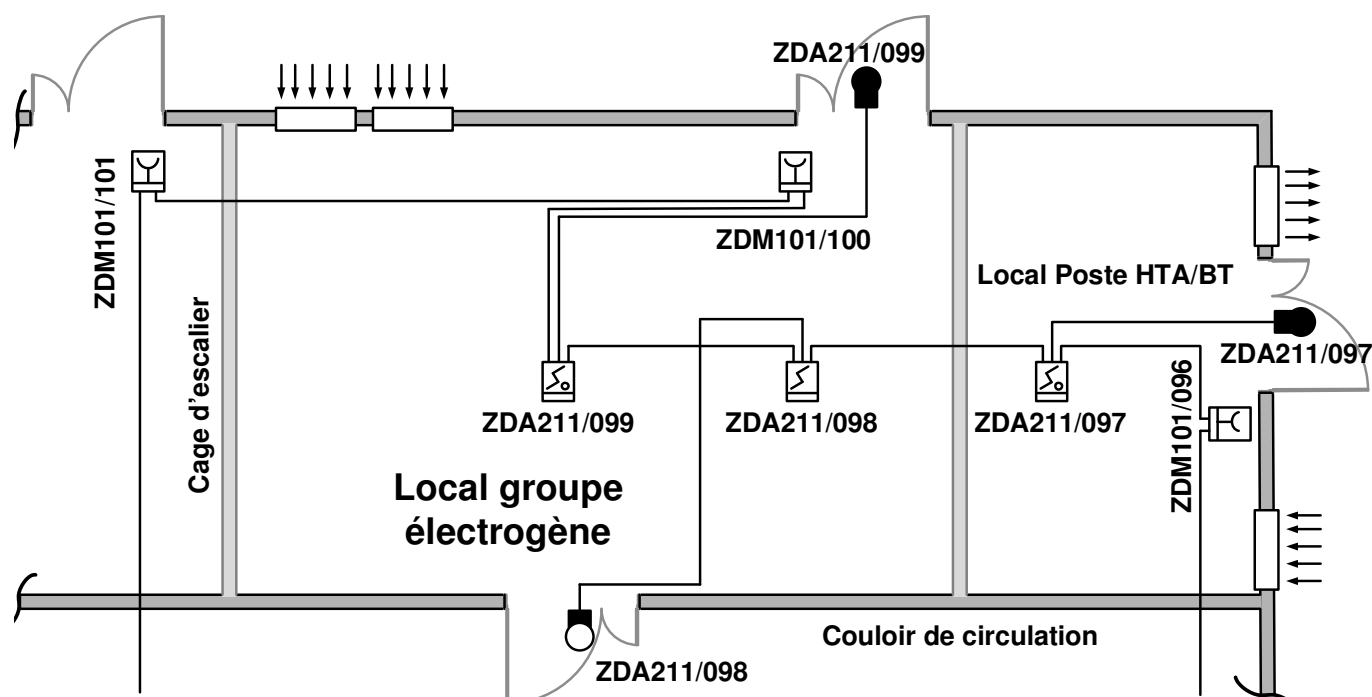 ZDA211/099
ZDM101/101
ZDM101/100
Local Poste HTA/BT
Cage d'escalier
ZDA211/097
ZDM101/096
ZDA211/099
ZDA211/098
ZDA211/097
Local groupe
électrogène
Couloir de circulation
ZDA211/098